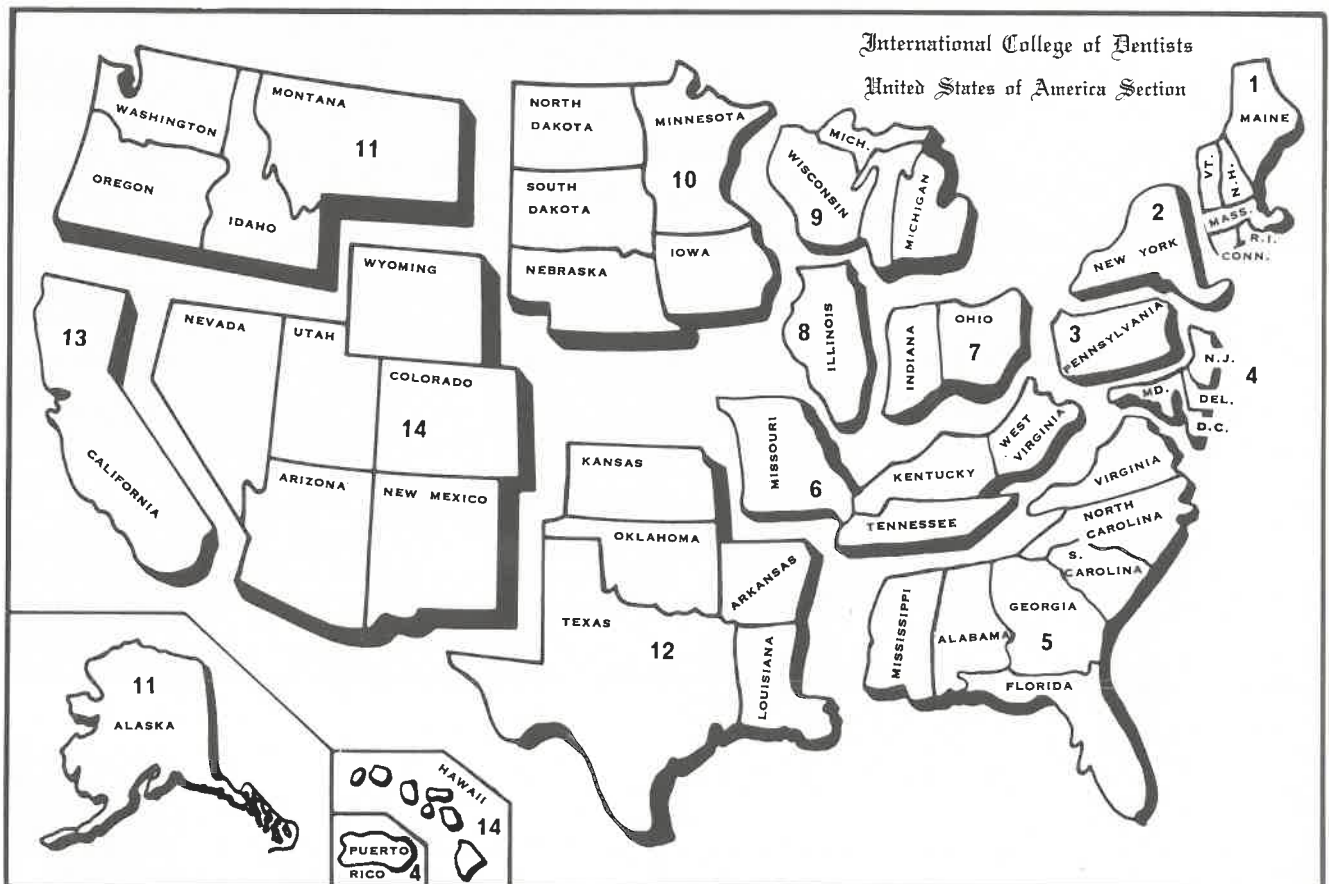 International College of Dentists
United States of America Section
WASHINGTON
OREGON
IDAHO
MONTANA
11
WYOMING
NEVADA
UTAH
COLORADO
14
ARIZONA
NEW MEXICO
13
CALIFORNIA
NORTH
DAKOTA
SOUTH
DAKOTA
NEBRASKA
MINNESOTA
10
IOWA
MICH.
WISCONSIN
9
MICHIGAN
8
ILLINOIS
INDIANA
OHIO
7
1
MAINE
VT.
N.H.
MASS.
R.I.
CONN.
2
NEW YORK
3
PENNSYLVANIA
N.J.
4
MD.
DEL.
D.C.
MISSOURI
6
KENTUCKY
WEST
VIRGINIA
TENNESSEE
VIRGINIA
NORTH
CAROLINA
S.
CAROLINA
GEORGIA
5
MISSISSIPPI
ALABAMA
FLORIDA
KANSAS
OKLAHOMA
ARKANSAS
TEXAS
12
LOUISIANA
11
ALASKA
HAWAII
14
PUERTO
RICO
4